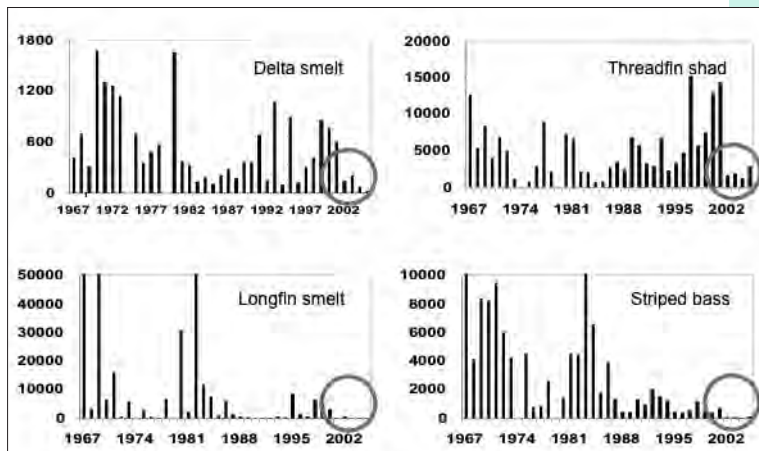 1800
1200
600
0
Delta smelt
1967 1972 1977 1982 1987 1992 1997 2002
20000
15000
10000
5000
0
Threadfin shad
1967 1974 1981 1988 1995 2002
50000
40000
30000
20000
10000
0
Longfin smelt
1967 1974 1981 1988 1995 2002
10000
8000
6000
4000
2000
0
Striped bass
1967 1974 1981 1988 1995 2002